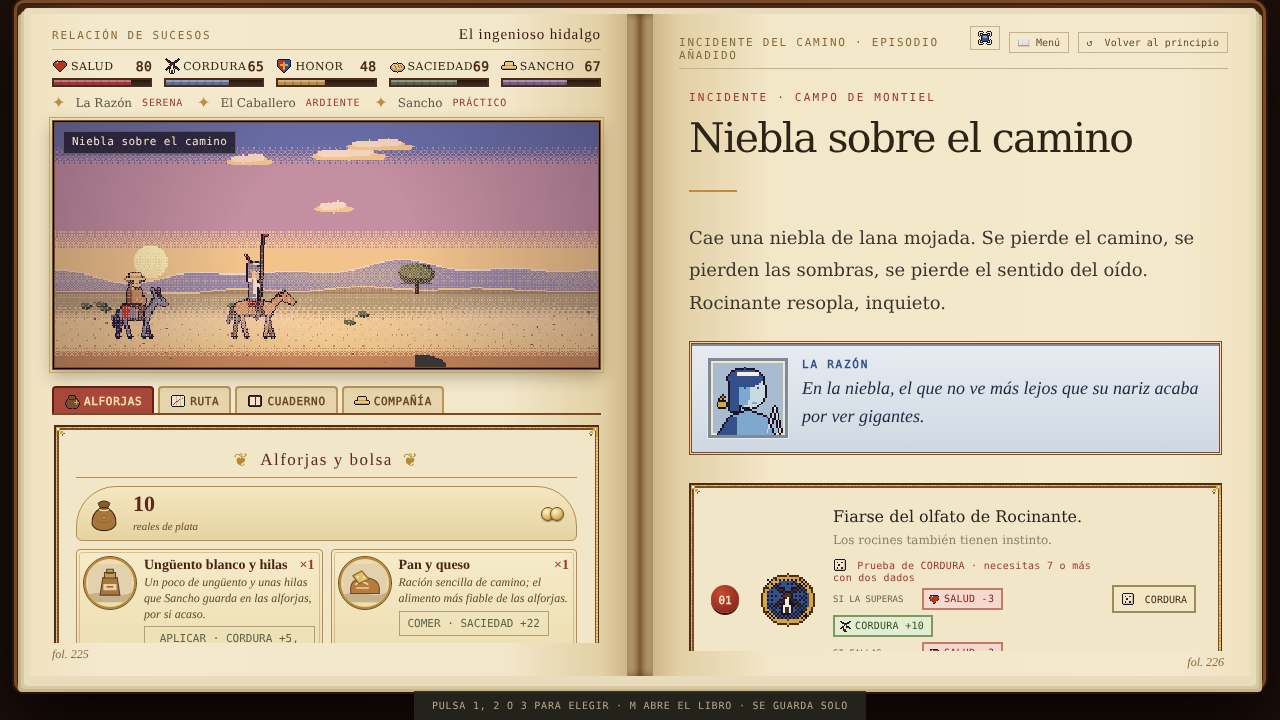 RELACIÓN DE SUCESOS
El ingenioso hidalgo
SALUD 80
CORDURA 65
HONOR 48
SACIEDAD 69
SANCHO 67
La Razón SERENA
El Caballero ARDIENTE
Sancho PRÁCTICO
Niebla sobre el camino
ALFORJAS
RUTA
CUADERNO
COMPAÑÍA
Alforjas y bolsa
10
reales de plata
Ungüento blanco y hilas ×1
Un poco de ungüento y unas hilas
que Sancho guarda en las alforjas,
por si acaso.
APLICAR · CORDURA +5,
Pan y queso ×1
Ración sencilla de camino; el
alimento más fiable de las alforjas.
COMER · SACIEDAD +22
fol. 225
INCIDENTE DEL CAMINO · EPISODIO
AÑADIDO
Menú
↺ Volver al principio
INCIDENTE · CAMPO DE MONTIEL
Niebla sobre el camino
Cae una niebla de lana mojada. Se pierde el camino, se
pierden las sombras, se pierde el sentido del oído.
Rocinante resopla, inquieto.
LA RAZÓN
En la niebla, el que no ve más lejos que su nariz acaba
por ver gigantes.
01
Fiarse del olfato de Rocinante.
Los rocines también tienen instinto.
Prueba de CORDURA · necesitas 7 o más
con dos dados
SI LA SUPERAS SALUD -3
CORDURA +10
CORDURA
fol. 226
PULSA 1, 2 O 3 PARA ELEGIR · M ABRE EL LIBRO · SE GUARDA SOLO